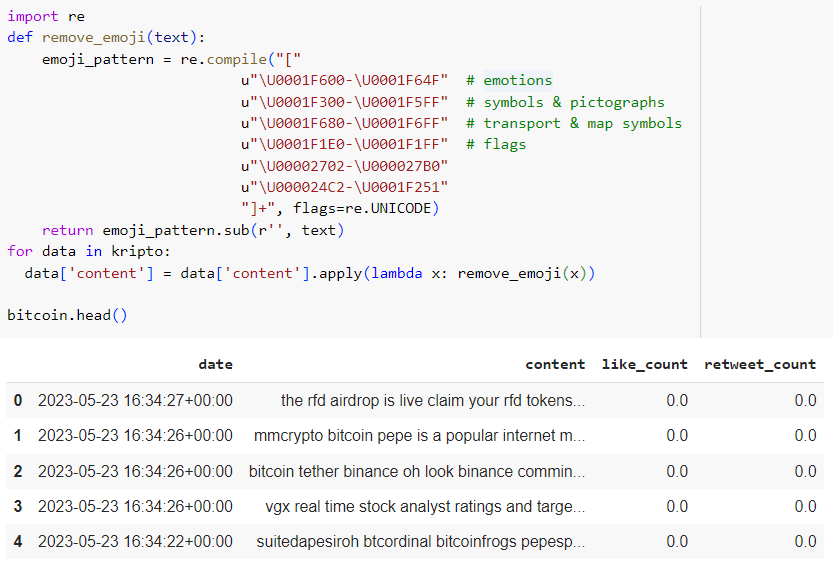 import re
def remove_emoji(text):
    emoji_pattern = re.compile("["
                           u"\U0001F600-\U0001F64F"  # emotions
                           u"\U0001F300-\U0001F5FF"  # symbols & pictographs
                           u"\U0001F680-\U0001F6FF"  # transport & map symbols
                           u"\U0001F1E0-\U0001F1FF"  # flags
                           u"\U00002702-\U000027B0"
                           u"\U000024C2-\U0001F251"
                           "]+", flags=re.UNICODE)
    return emoji_pattern.sub(r'', text)
for data in kripto:
  data['content'] = data['content'].apply(lambda x: remove_emoji(x))
bitcoin.head()
date content like_count retweet_count
0 2023-05-23 16:34:27+00:00 the rfd airdrop is live claim your rfd tokens... 0.0 0.0
1 2023-05-23 16:34:26+00:00 mmcrypto bitcoin pepe is a popular internet m... 0.0 0.0
2 2023-05-23 16:34:26+00:00 bitcoin tether binance oh look binance commin... 0.0 0.0
3 2023-05-23 16:34:26+00:00 vgx real time stock analyst ratings and targe... 0.0 0.0
4 2023-05-23 16:34:22+00:00 suitedapesiroh btcordinal bitcoinfrogs pepesp... 0.0 0.0